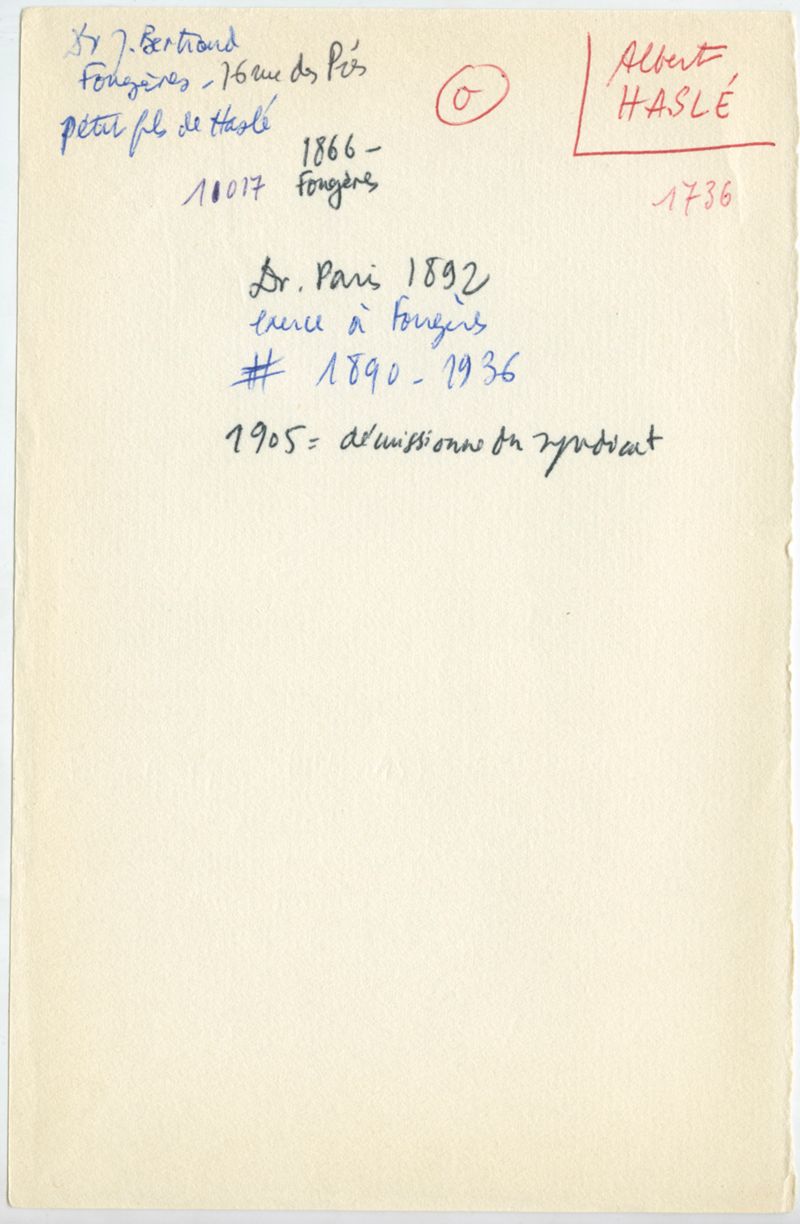 Dr J. Bertrand
Fougères - 76 rue des Prés
petit fils de Haslé
O
Albert
HASLÉ
1866 -
11017 Fougères
1736
Dr. Paris 1892
exerce à Fougères
# 1890 - 1936
1905 = démissionne du syndicat